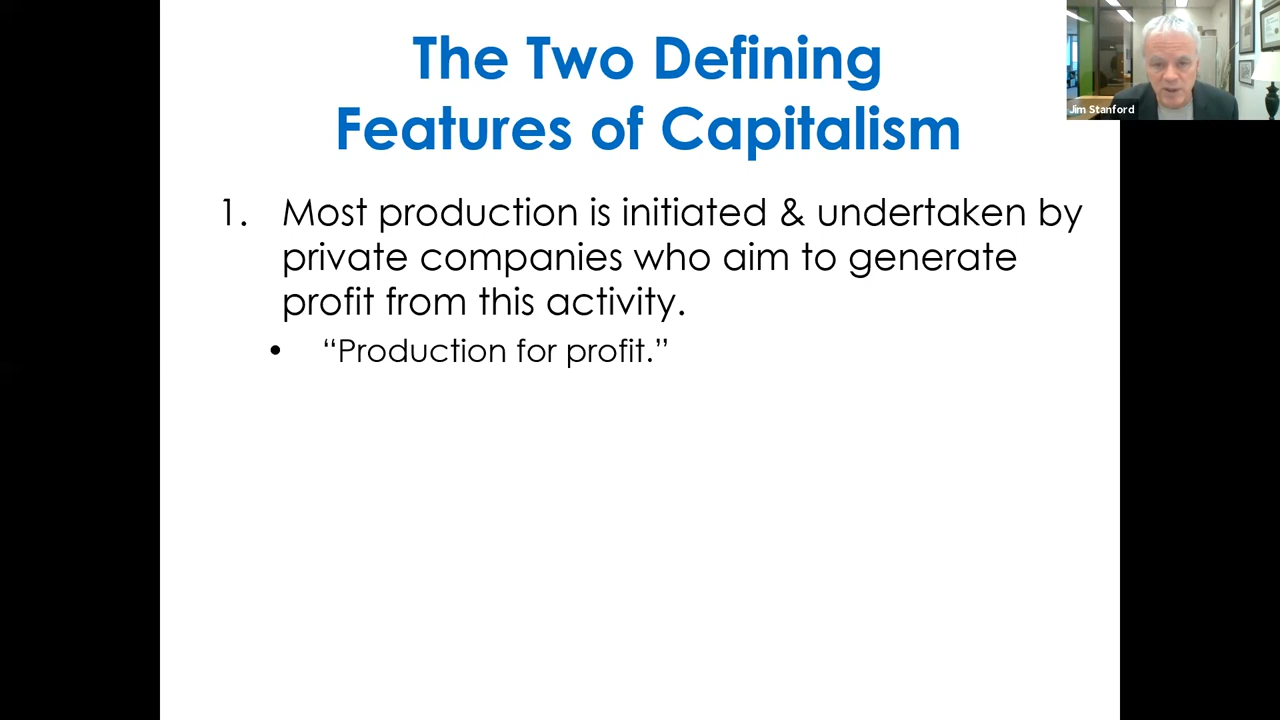 The Two Defining
Features of Capitalism
Jim Stanford
1. Most production is initiated & undertaken by
private companies who aim to generate
profit from this activity.
• “Production for profit.”